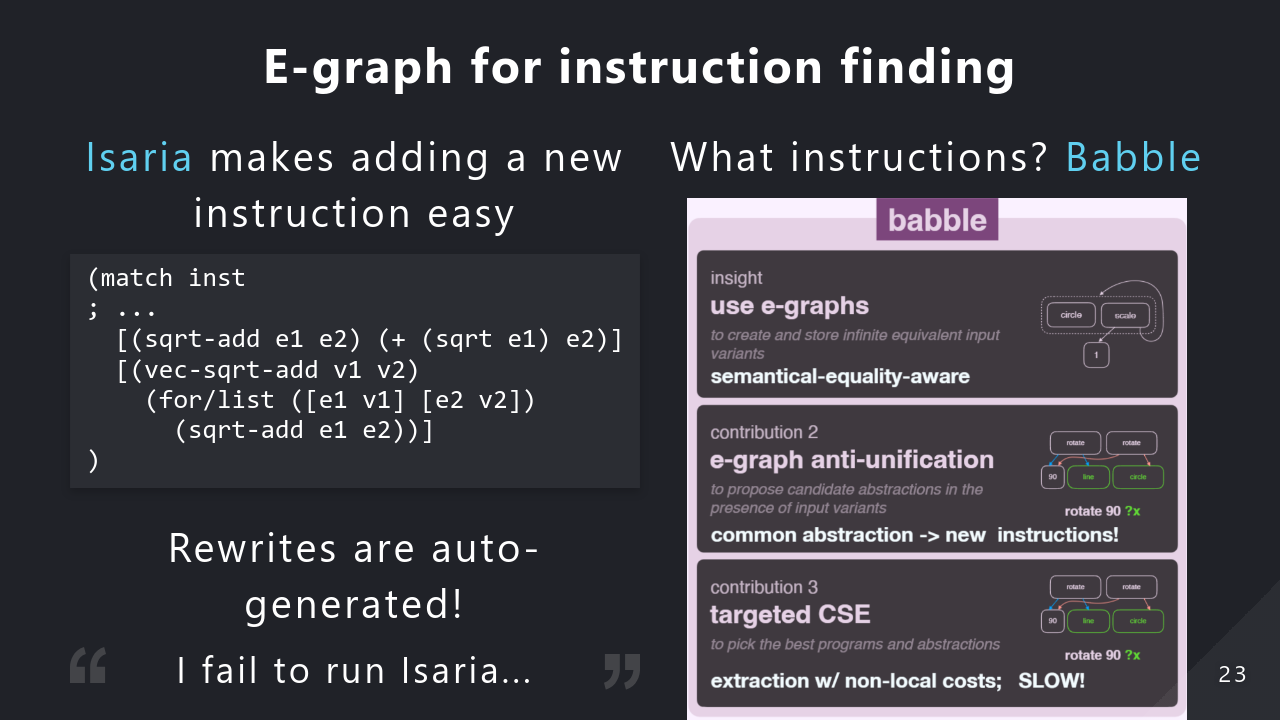 E-graph for instruction finding
Isaria makes adding a new
instruction easy
(match inst
; ...
[(sqrt-add e1 e2) (+ (sqrt e1) e2)]
[(vec-sqrt-add v1 v2)
(for/list ([e1 v1] [e2 v2])
(sqrt-add e1 e2))]
)
Rewrites are auto-
generated!
“ I fail to run Isaria... ”
What instructions? Babble
babble
insight
use e-graphs
to create and store infinite equivalent input
variants
semantical-equality-aware
circle scale
1
contribution 2
e-graph anti-unification
to propose candidate abstractions in the
presence of input variants
common abstraction -> new instructions!
rotate rotate
90 line circle
rotate 90 ?x
contribution 3
targeted CSE
to pick the best programs and abstractions
extraction w/ non-local costs; SLOW!
rotate rotate
90 line circle
rotate 90 ?x
23